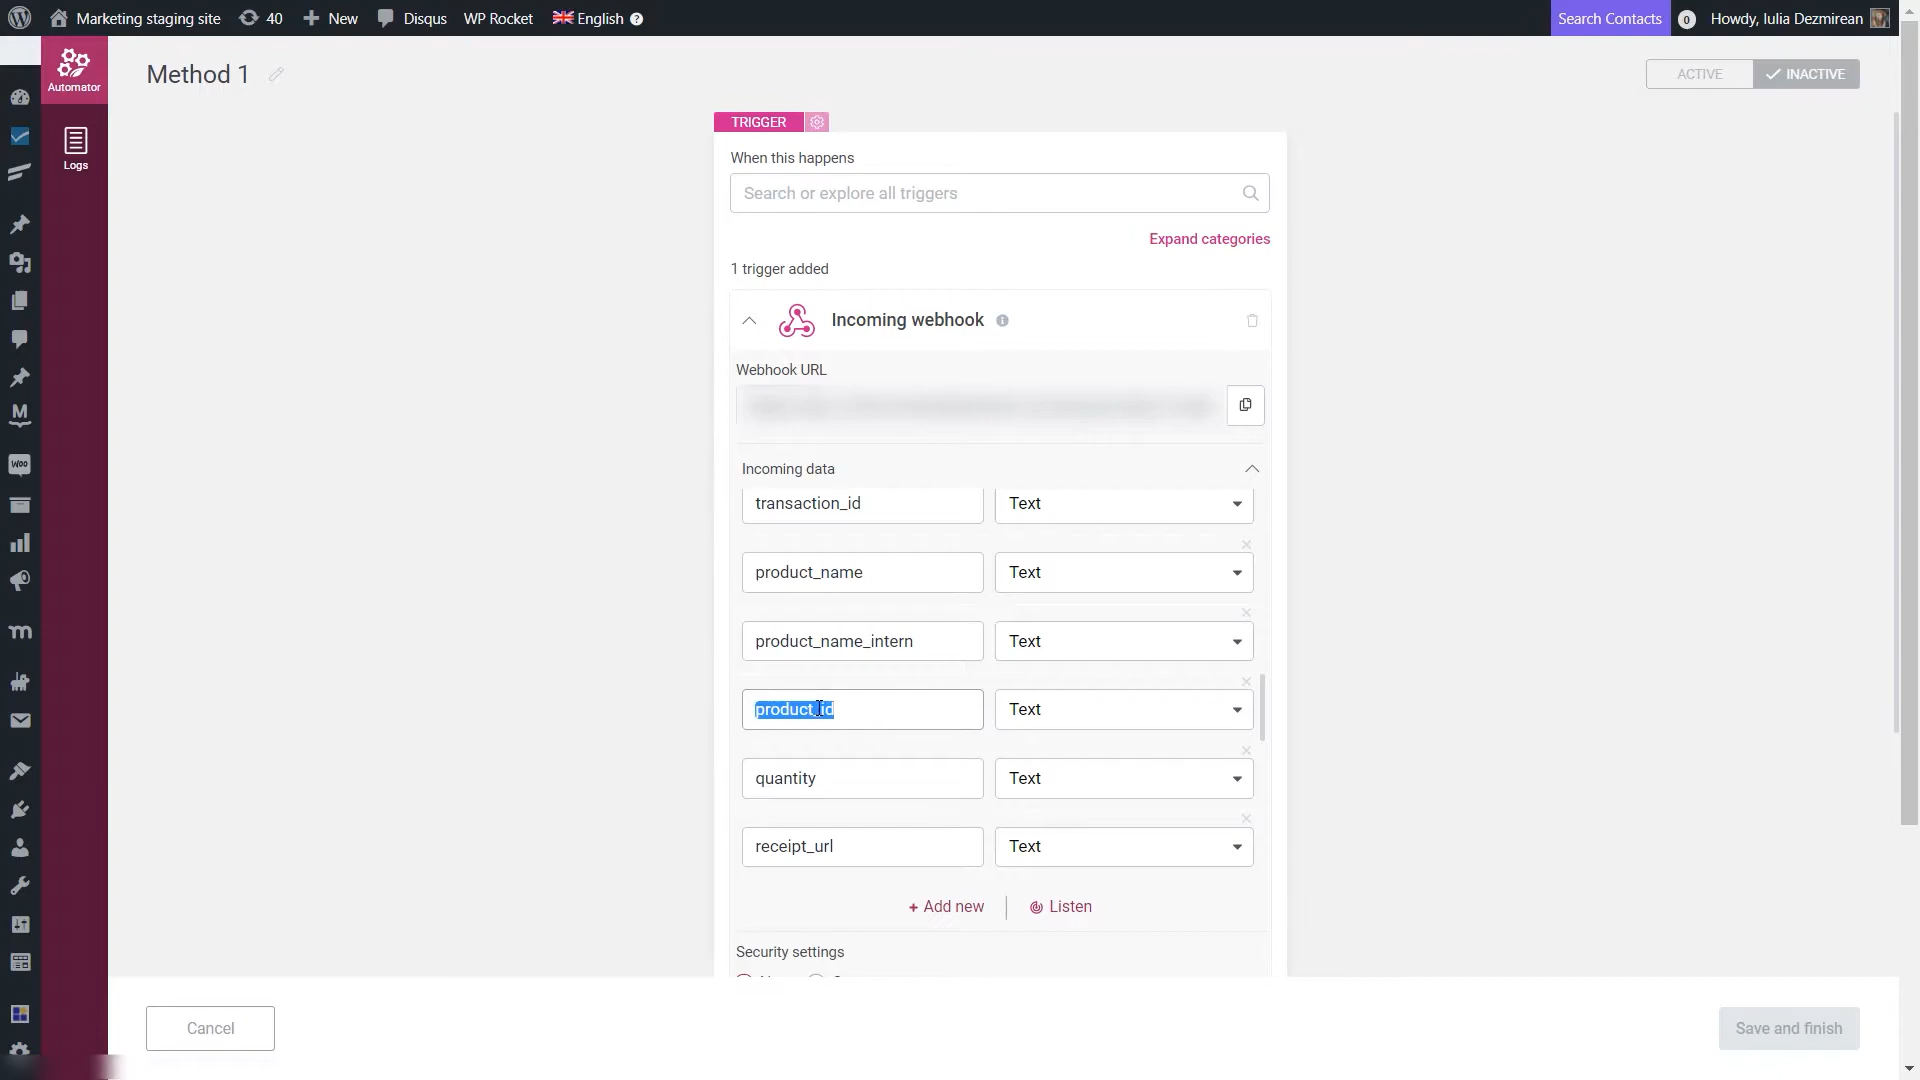 Marketing staging site 40 New Disqus WP Rocket English ? Search Contacts 0 Howdy, Iulia Dezmirean
Automator
Logs
Method 1
ACTIVE INACTIVE
TRIGGER
When this happens
Search or explore all triggers
Expand categories
1 trigger added
Incoming webhook
Webhook URL
Incoming data
transaction_id Text
product_name Text
product_name_intern Text
product_id Text
quantity Text
receipt_url Text
+ Add new Listen
Security settings
Cancel
Save and finish
WOO